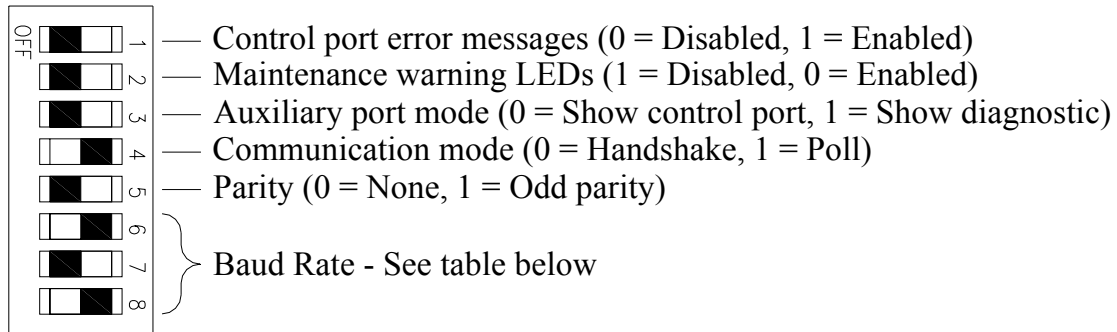 OFF
1 Control port error messages (0 = Disabled, 1 = Enabled)
2 Maintenance warning LEDs (1 = Disabled, 0 = Enabled)
3 Auxiliary port mode (0 = Show control port, 1 = Show diagnostic)
4 Communication mode (0 = Handshake, 1 = Poll)
5 Parity (0 = None, 1 = Odd parity)
6
7 Baud Rate - See table below
8